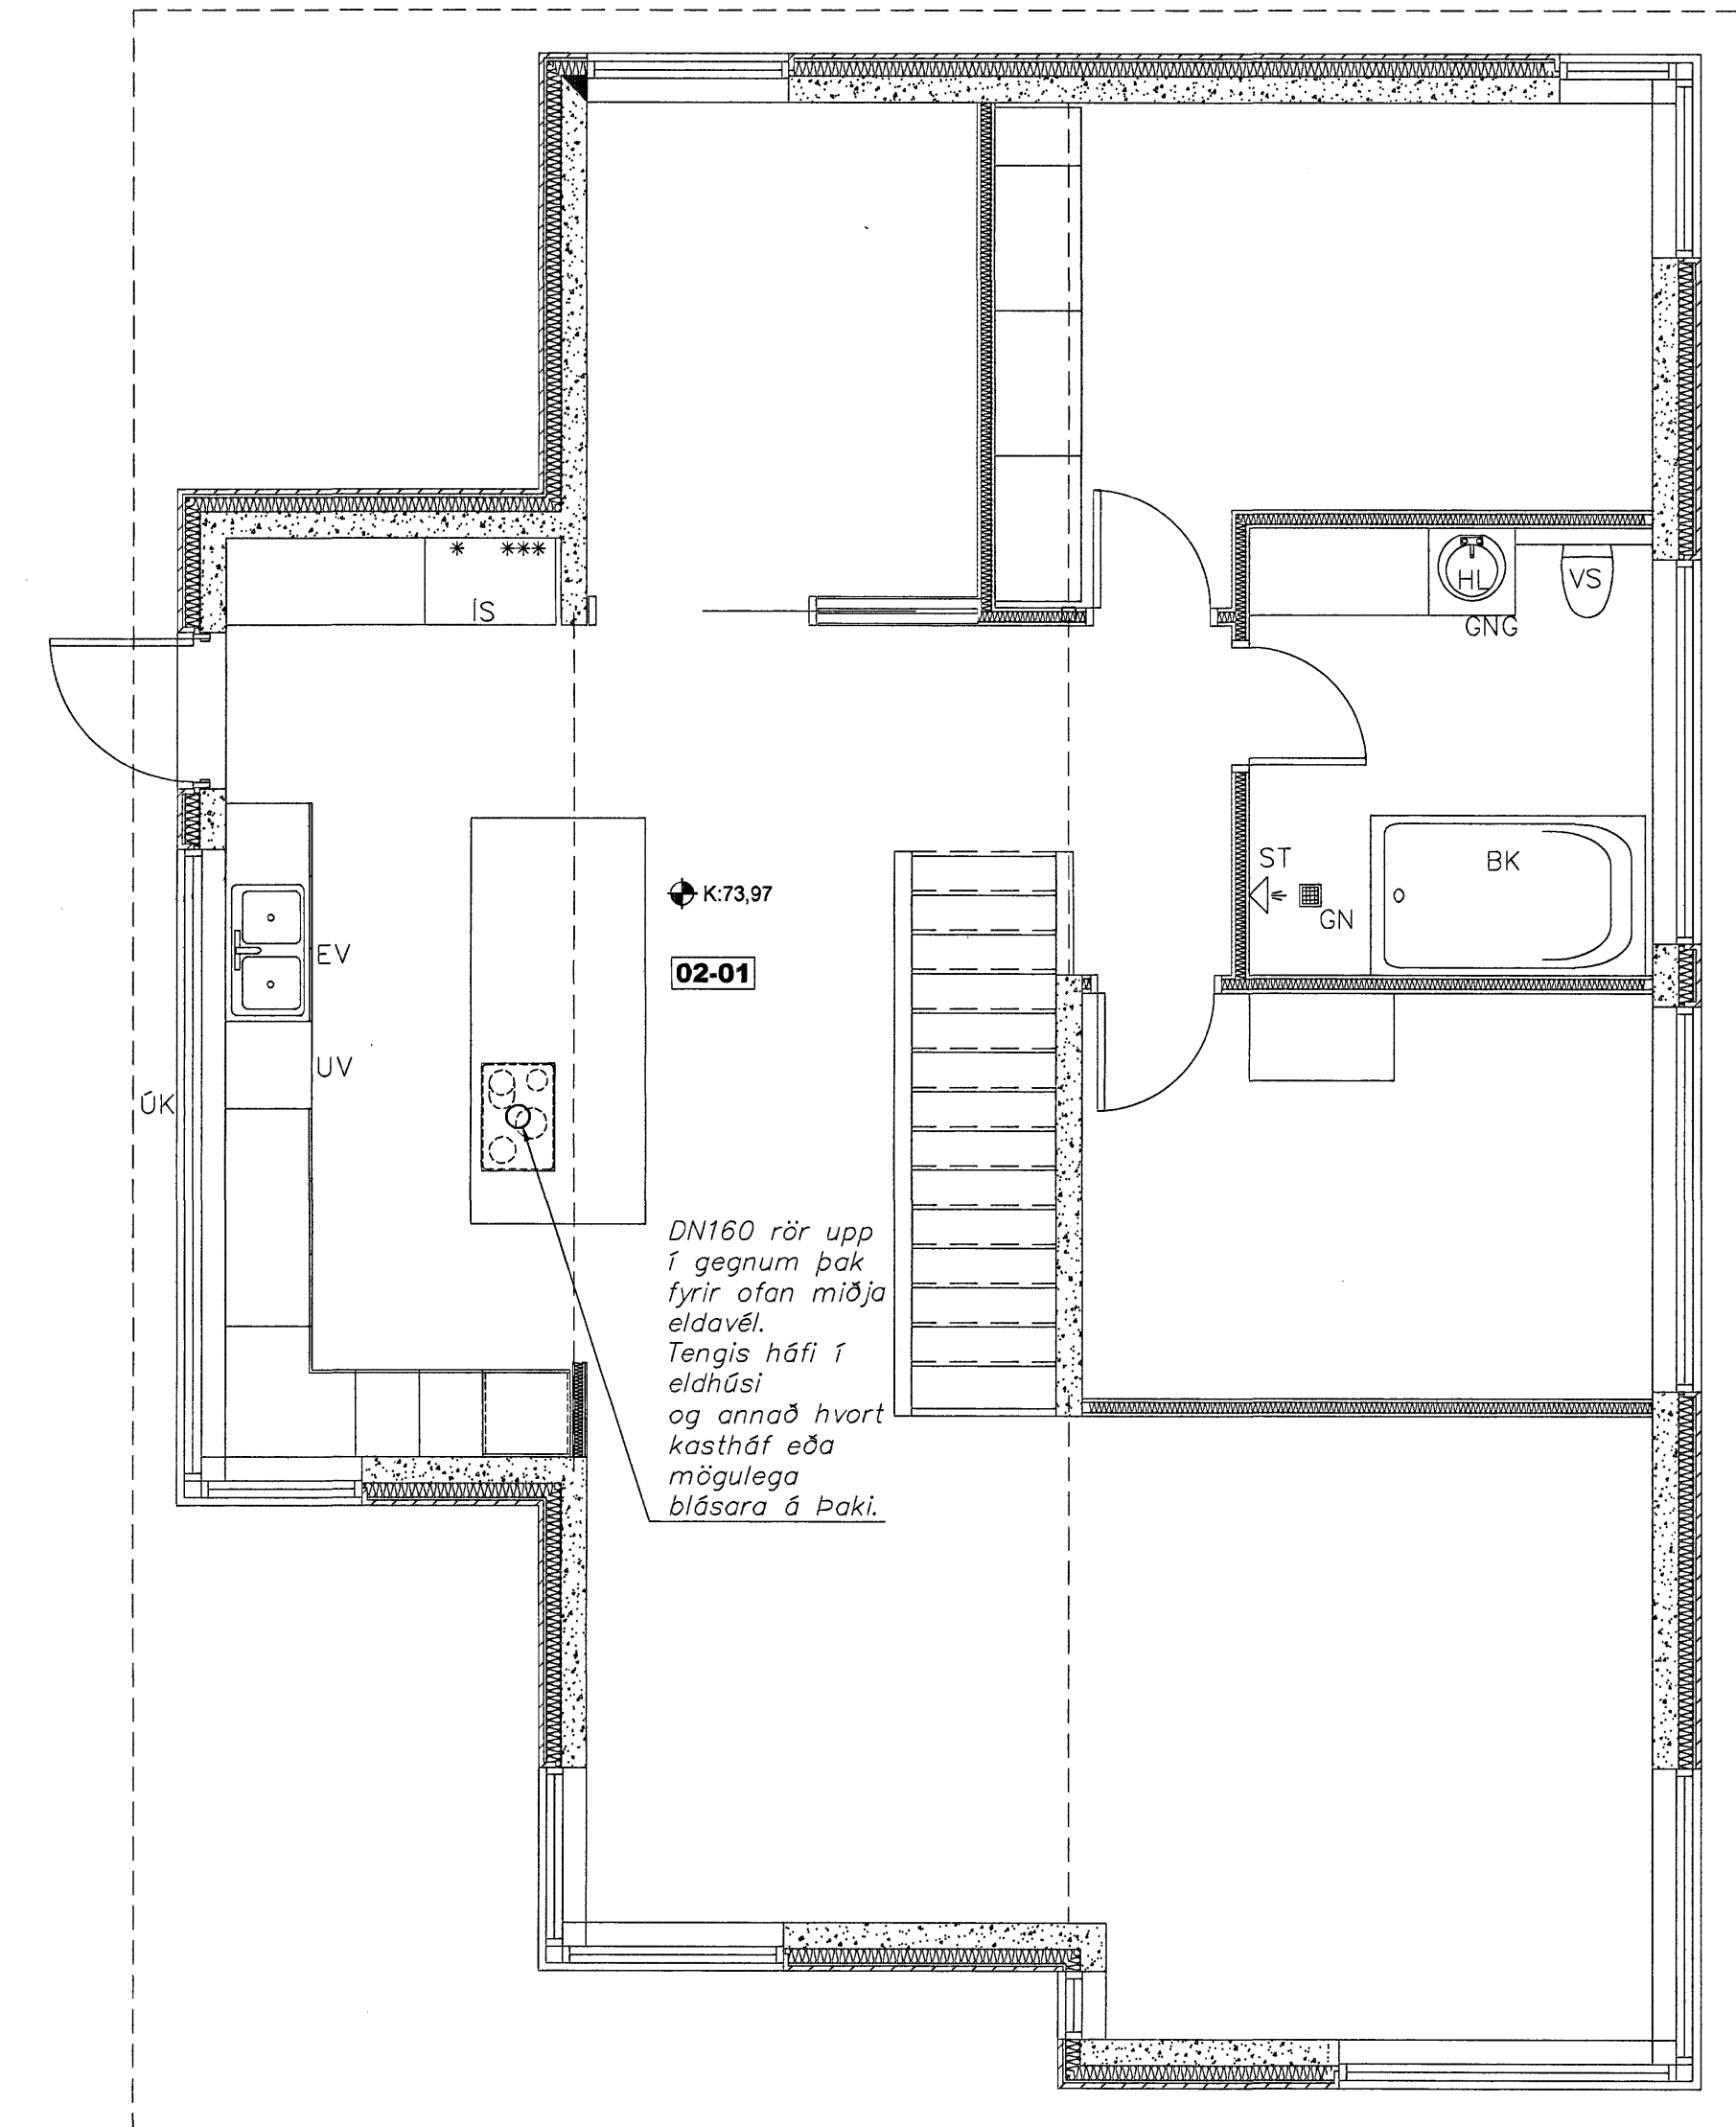 ÍS
HL
VS
GNG
ST
BK
GN
K:73,97
EV
02-01
UV
ÚK
DN160 rör upp
í gegnum þak
fyrir ofan miðja
eldavél.
Tengis háfi í
eldhúsi
og annað hvort
kastháf eða
mögulega
blásara á Þaki.